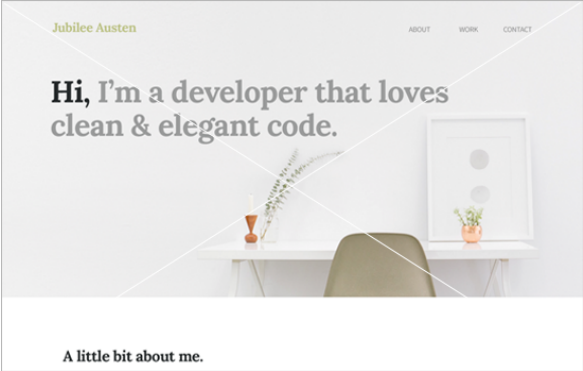 Jubilee Austen
ABOUT WORK CONTACT
Hi, I’m a developer that loves
clean & elegant code.
A little bit about me.